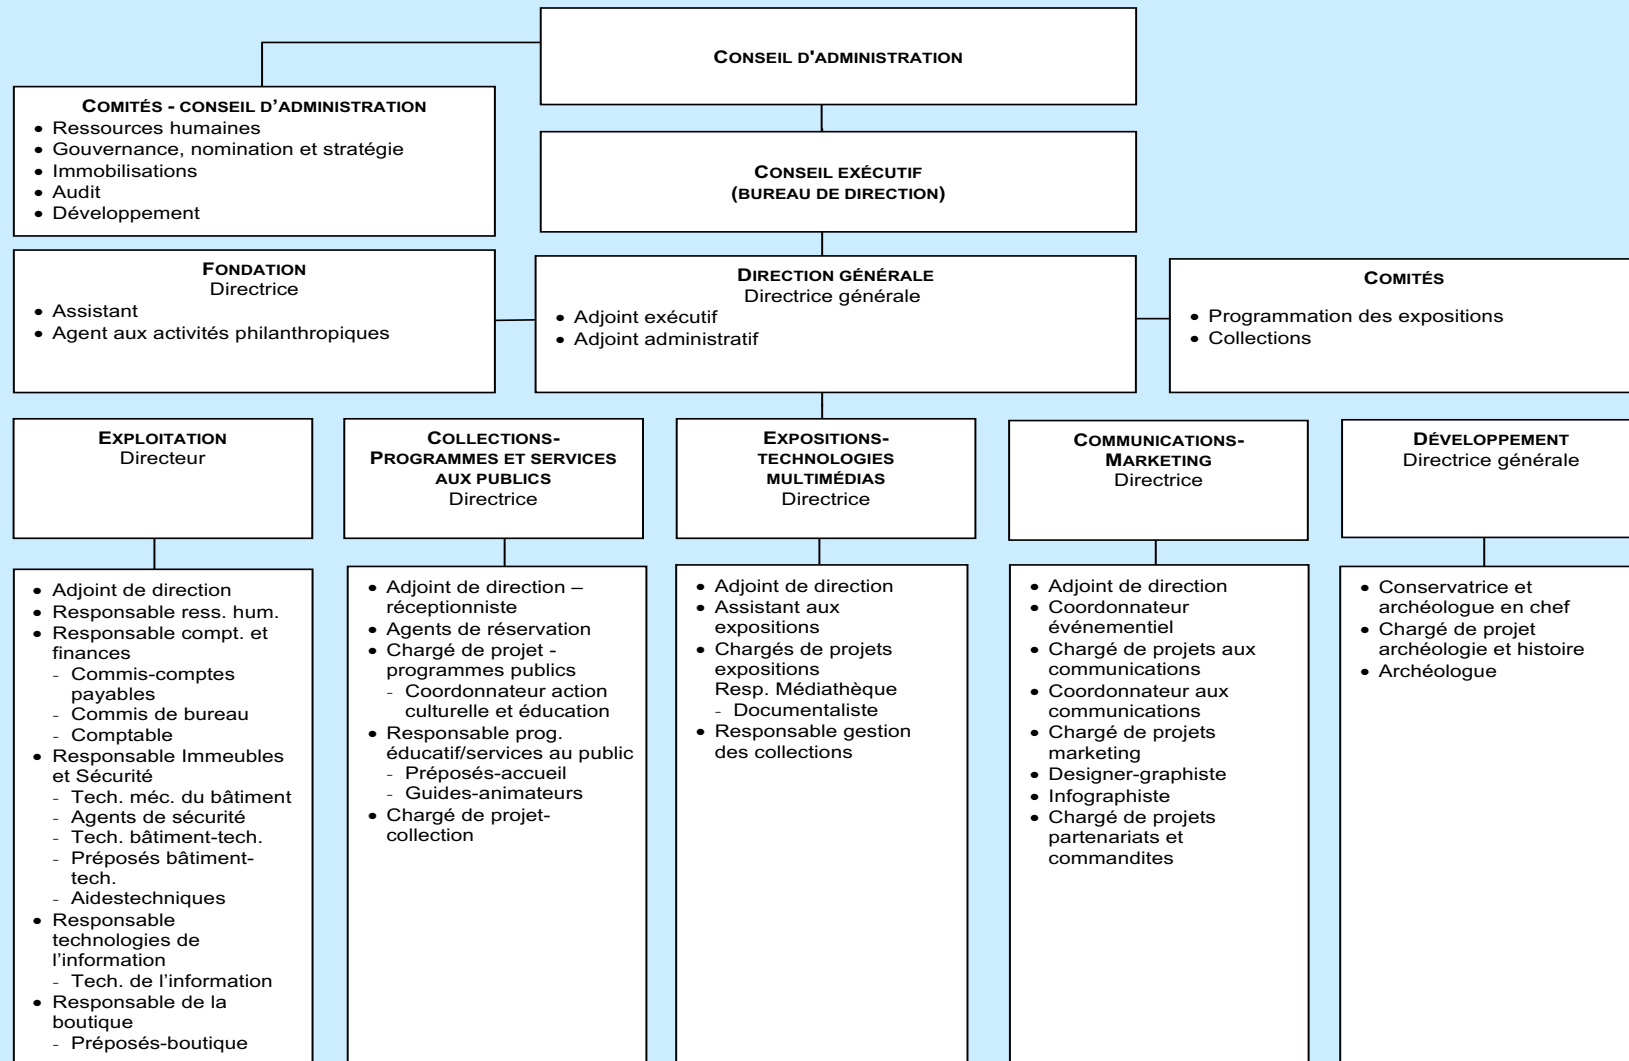 CONSEIL D'ADMINISTRATION
COMITÉS - CONSEIL D'ADMINISTRATION
• Ressources humaines
• Gouvernance, nomination et stratégie
• Immobilisations
• Audit
• Développement
CONSEIL EXÉCUTIF
(BUREAU DE DIRECTION)
FONDATION
Directrice
• Assistant
• Agent aux activités philanthropiques
DIRECTION GÉNÉRALE
Directrice générale
• Adjoint exécutif
• Adjoint administratif
COMITÉS
• Programmation des expositions
• Collections
EXPLOITATION
Directeur
COLLECTIONS-
PROGRAMMES ET SERVICES
AUX PUBLICS
Directrice
EXPOSITIONS-
TECHNOLOGIES
MULTIMÉDIAS
Directrice
COMMUNICATIONS-
MARKETING
Directrice
DÉVELOPPEMENT
Directrice générale
• Adjoint de direction
• Responsable ress. hum.
• Responsable compt. et
finances
- Commis-comptes
payables
- Commis de bureau
- Comptable
• Responsable Immeubles
et Sécurité
- Tech. méc. du bâtiment
- Agents de sécurité
- Tech. bâtiment-tech.
- Préposés bâtiment-
tech.
- Aidestechniques
• Responsable
technologies de
l'information
- Tech. de l'information
• Responsable de la
boutique
- Préposés-boutique
• Adjoint de direction –
réceptionniste
• Agents de réservation
• Chargé de projet -
programmes publics
- Coordonnateur action
culturelle et éducation
• Responsable prog.
éducatif/services au public
- Préposés-accueil
- Guides-animateurs
• Chargé de projet-
collection
• Adjoint de direction
• Assistant aux
expositions
• Chargés de projets
expositions
Resp. Médiathèque
- Documentaliste
• Responsable gestion
des collections
• Adjoint de direction
• Coordonnateur
événementiel
• Chargé de projets aux
communications
• Coordonnateur aux
communications
• Chargé de projets
marketing
• Designer-graphiste
• Infographiste
• Chargé de projets
partenariats et
commandites
• Conservatrice et
archéologue en chef
• Chargé de projet
archéologie et histoire
• Archéologue